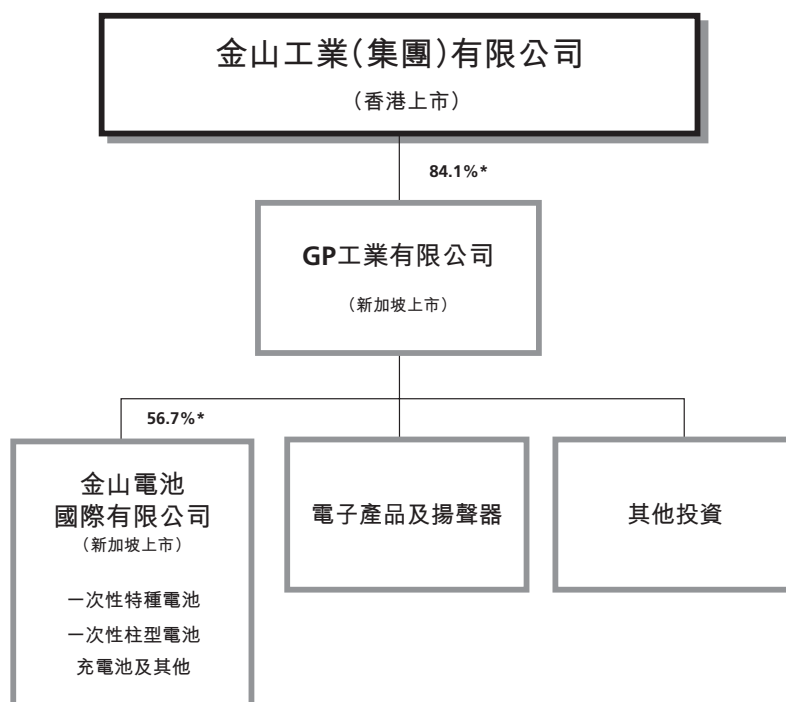 金山工業(集團)有限公司
(香港上市)
84.1%*
GP工業有限公司
(新加坡上市)
56.7%*
金山電池
國際有限公司
(新加坡上市)
一次性特種電池
一次性柱型電池
充電池及其他
電子產品及揚聲器
其他投資